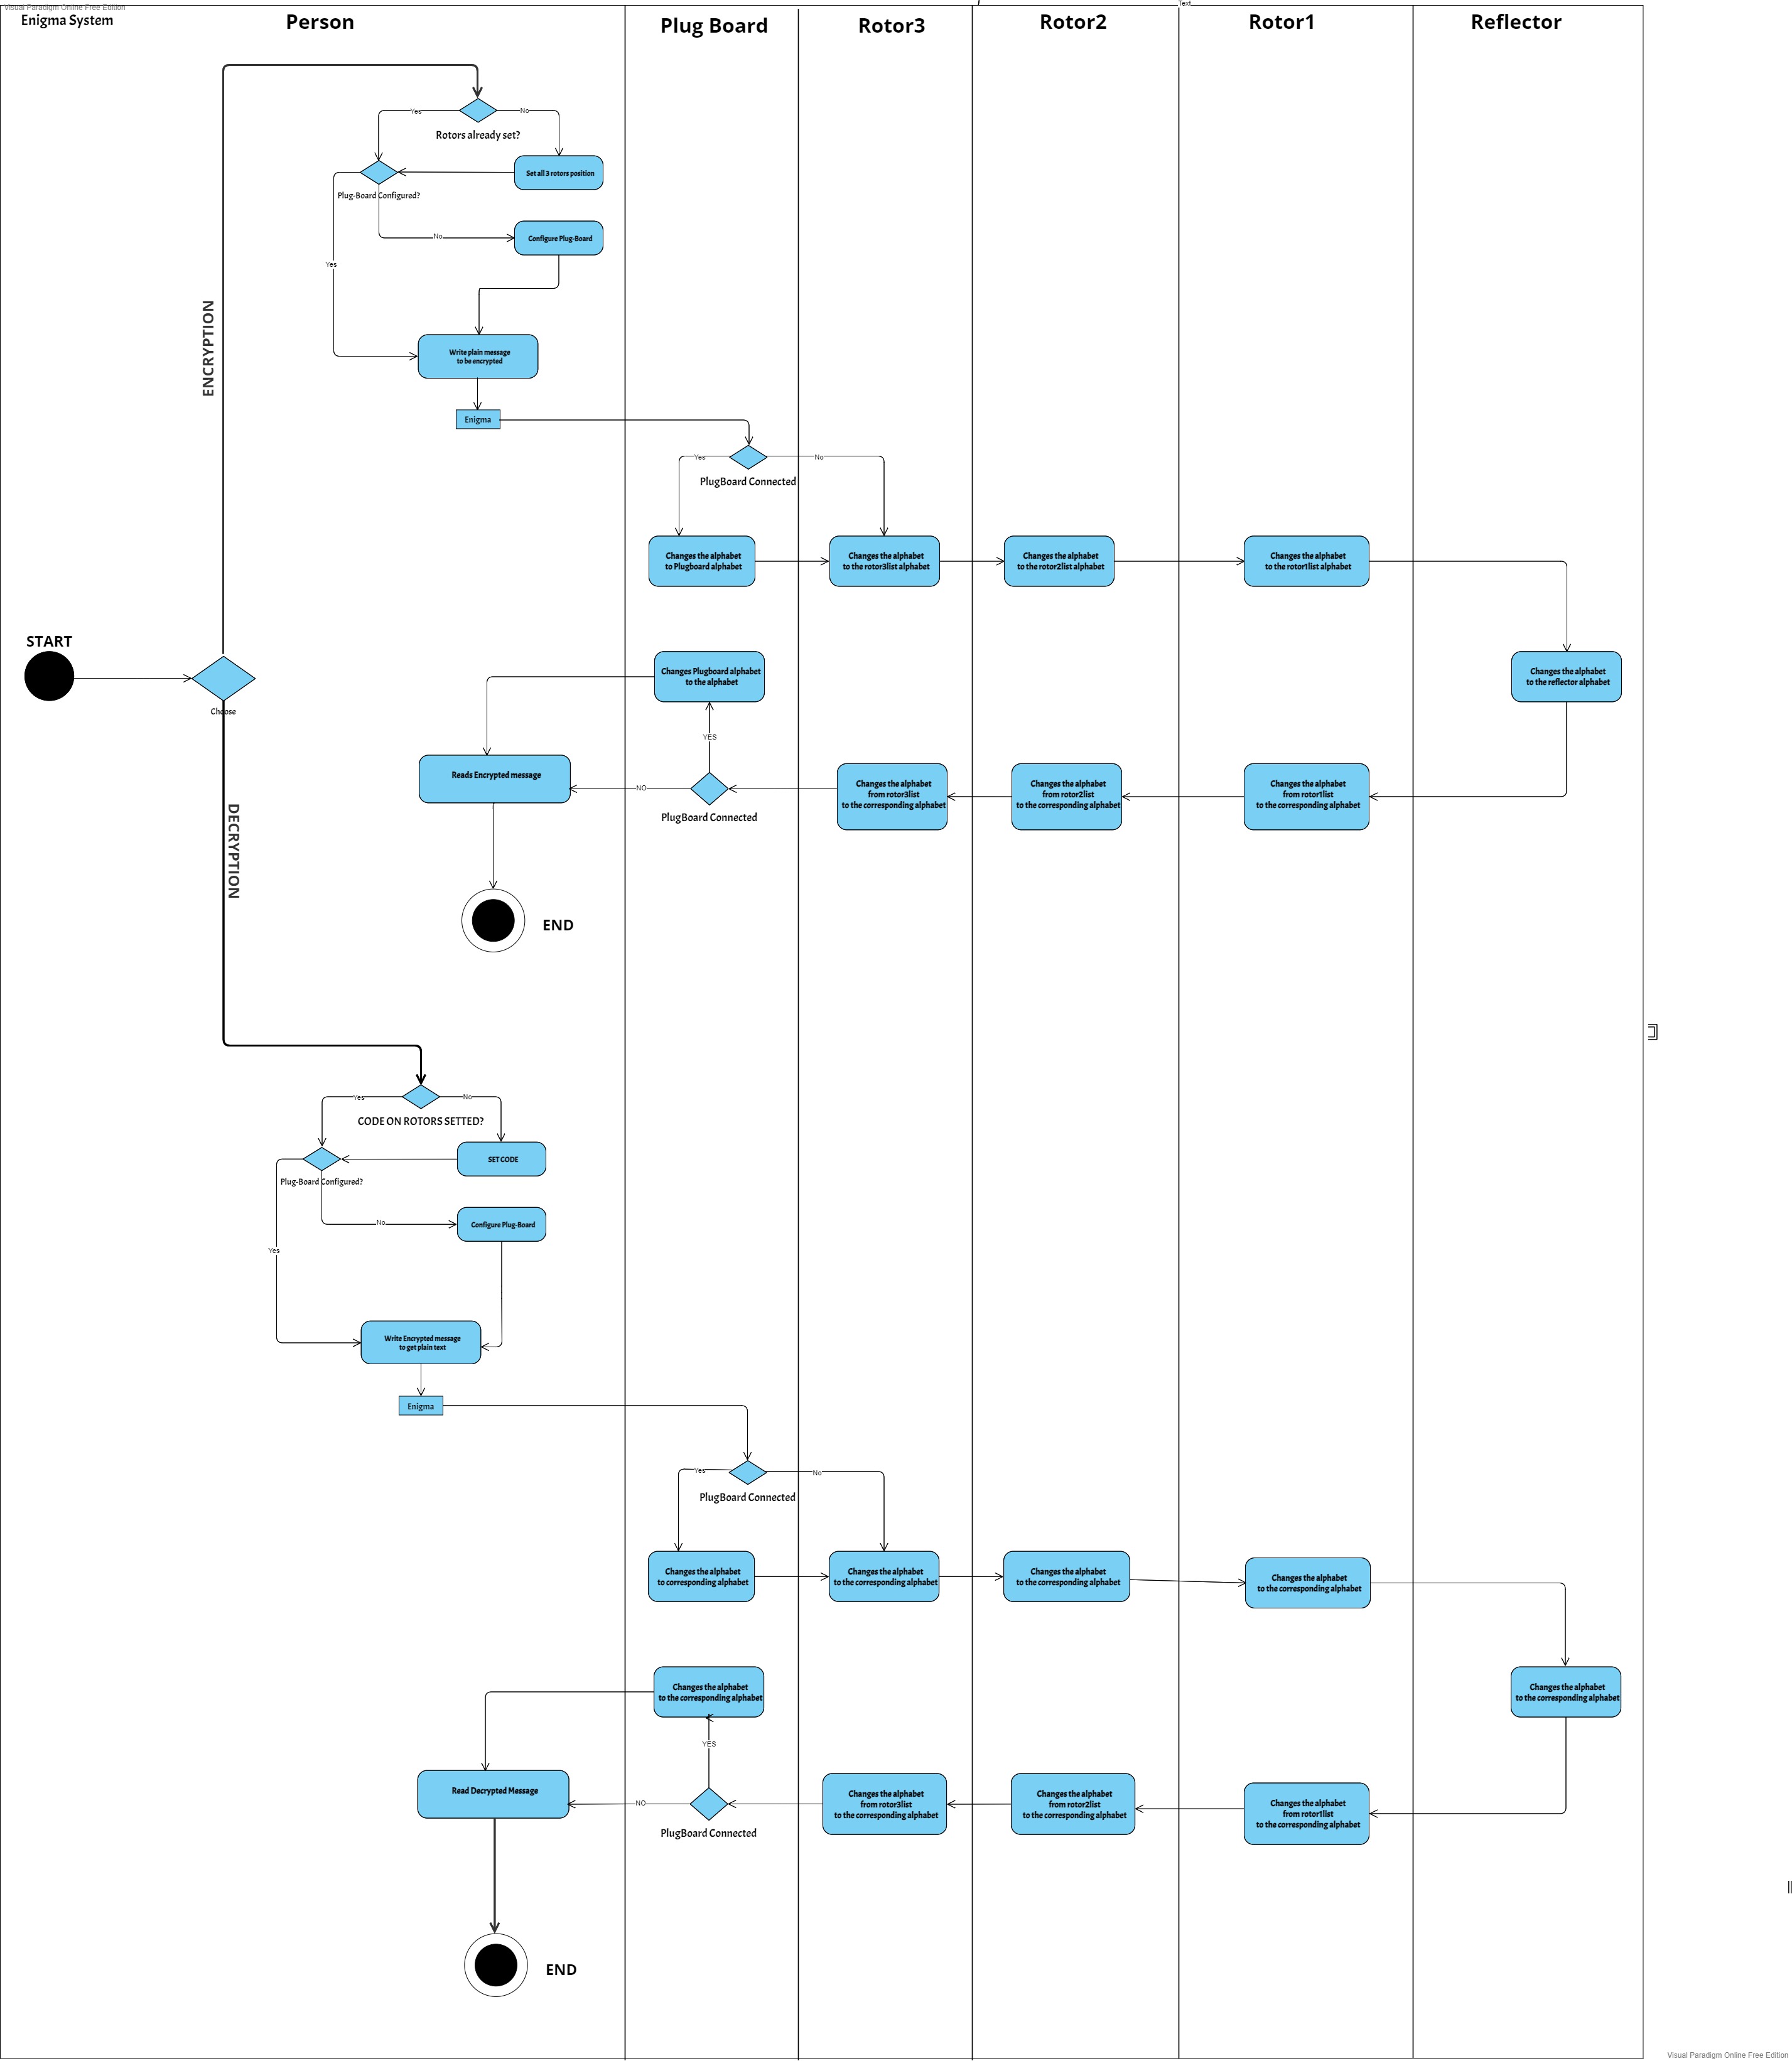 Visual Paradigm Online Free Edition
Text
Enigma System
Person
Plug Board
Rotor3
Rotor2
Rotor1
Reflector
Yes
No
Rotors already set?
Set all 3 rotors position
Plug-Board Configured?
No
Configure Plug-Board
Yes
ENCRYPTION
Write plain message
to be encrypted
Enigma
Yes
No
PlugBoard Connected
Changes the alphabet
to Plugboard alphabet
Changes the alphabet
to the rotor3list alphabet
Changes the alphabet
to the rotor2list alphabet
Changes the alphabet
to the rotor1list alphabet
START
Choose
Changes Plugboard alphabet
to the alphabet
Changes the alphabet
to the reflector alphabet
YES
Reads Encrypted message
NO
PlugBoard Connected
Changes the alphabet
from rotor3list
to the corresponding alphabet
Changes the alphabet
from rotor2list
to the corresponding alphabet
Changes the alphabet
from rotor1list
to the corresponding alphabet
DECRYPTION
END
Yes
No
CODE ON ROTORS SETTED?
SET CODE
Plug-Board Configured?
No
Configure Plug-Board
Yes
Write Encrypted message
to get plain text
Enigma
Yes
No
PlugBoard Connected
Changes the alphabet
to corresponding alphabet
Changes the alphabet
to the corresponding alphabet
Changes the alphabet
to the corresponding alphabet
Changes the alphabet
to the corresponding alphabet
Changes the alphabet
to the corresponding alphabet
Changes the alphabet
to the corresponding alphabet
YES
Read Decrypted Message
NO
PlugBoard Connected
Changes the alphabet
from rotor3list
to the corresponding alphabet
Changes the alphabet
from rotor2list
to the corresponding alphabet
Changes the alphabet
from rotor1list
to the corresponding alphabet
END
Visual Paradigm Online Free Edition